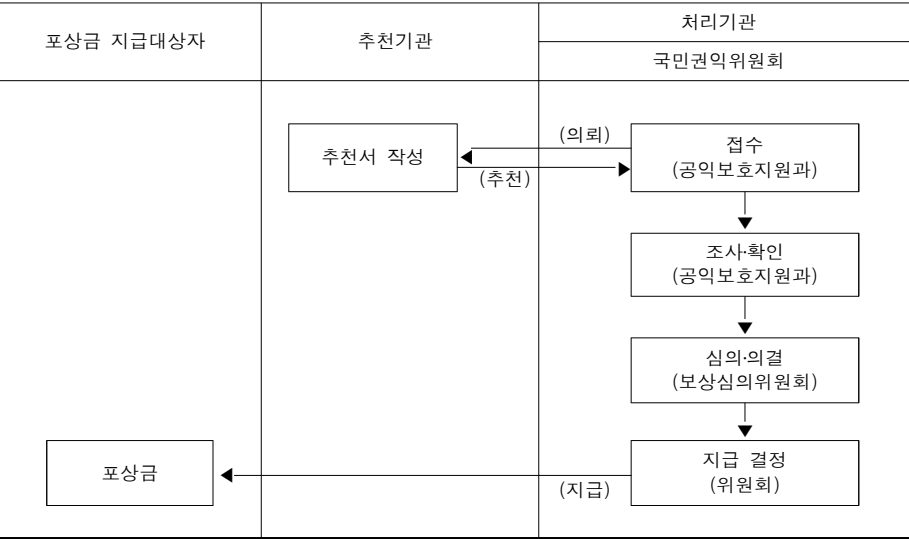 포상금 지급대상자
추천기관
처리기관
국민권익위원회
추천서 작성
(의뢰)
(추천)
접수
(공익보호지원과)
조사·확인
(공익보호지원과)
심의·의결
(보상심의위원회)
포상금
(지급)
지급 결정
(위원회)